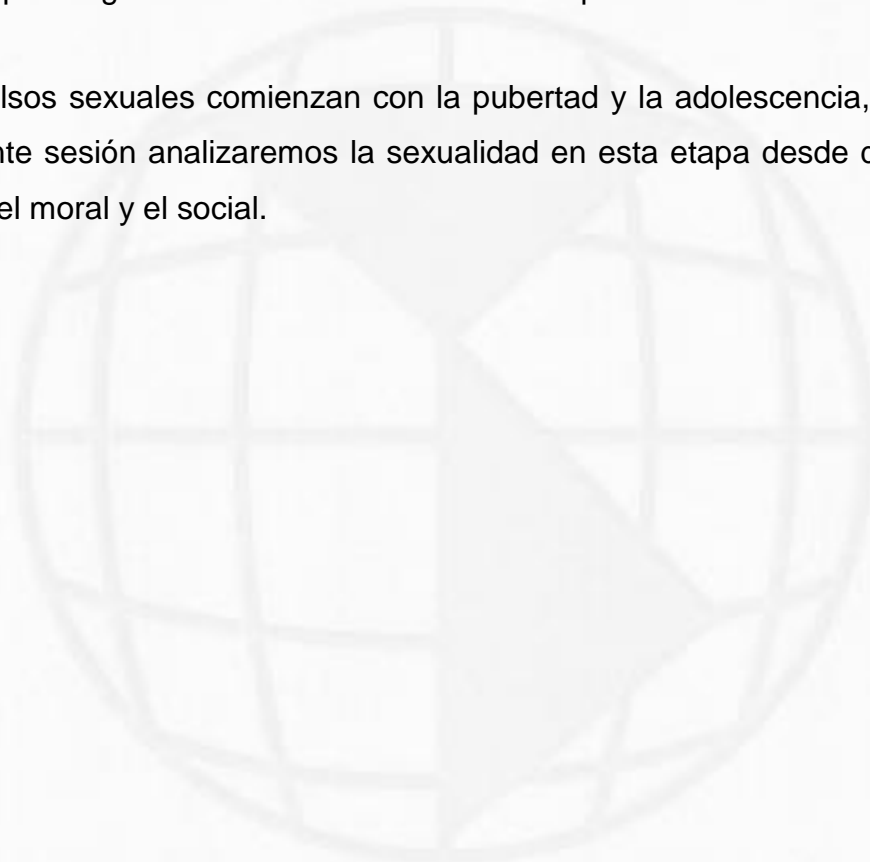 lsos sexuales comienzan con la pubertad y la adolescencia,
nte sesión analizaremos la sexualidad en esta etapa desde
el moral y el social.